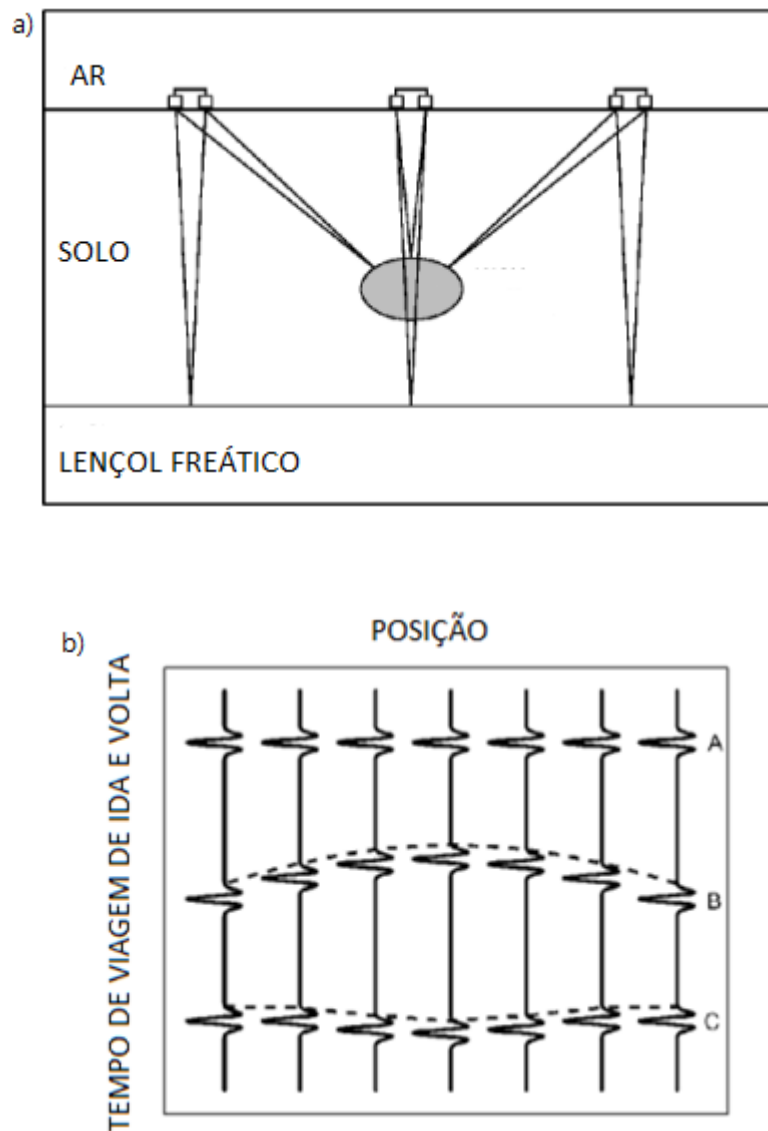 a)
AR
SOLO
LENÇOL FREÁTICO
b)
POSIÇÃO
TEMPO DE VIAGEM DE IDA E VOLTA
A
B
C